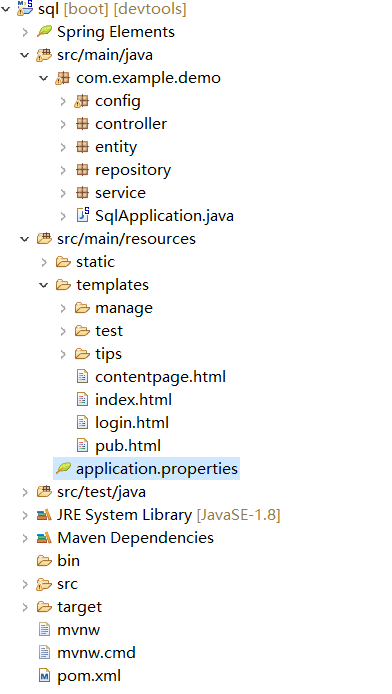 sql [boot] [devtools]
Spring Elements
src/main/java
com.example.demo
config
controller
entity
repository
service
SqlApplication.java
src/main/resources
static
templates
manage
test
tips
contentpage.html
index.html
login.html
pub.html
application.properties
src/test/java
JRE System Library [JavaSE-1.8]
Maven Dependencies
bin
src
target
mvnw
mvnw.cmd
pom.xml